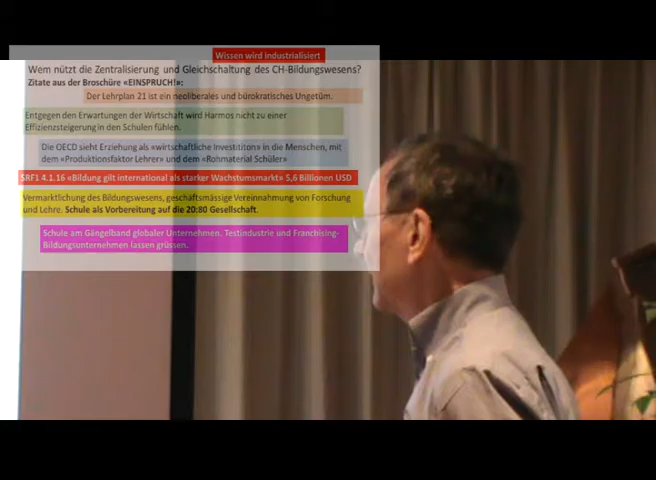 Wissen wird industrialisiert
Wem nützt die Zentralisierung und Gleichschaltung des CH-Bildungswesens?
Zitate aus der Broschüre «EINSPRUCH!»:
Der Lehrplan 21 ist ein neoliberales und bürokratisches Ungetüm.
Entgegen den Erwartungen der Wirtschaft wird Harmos nicht zu einer
Effizienzsteigerung in den Schulen führen.
Die OECD sieht Erziehung als «wirtschaftliche Investititon» in die Menschen, mit
dem «Produktionsfaktor Lehrer» und dem «Rohmaterial Schüler»
SRF1 4.1.16 «Bildung gilt international als starker Wachstumsmarkt» 5,6 Billionen USD
Vermarktlichung des Bildungswesens, geschäftsmässige Vereinnahmung von Forschung
und Lehre. Schule als Vorbereitung auf die 20:80 Gesellschaft.
Schule am Gängelband globaler Unternehmen. Testindustrie und Franchising-
Bildungsunternehmen lassen grüssen.